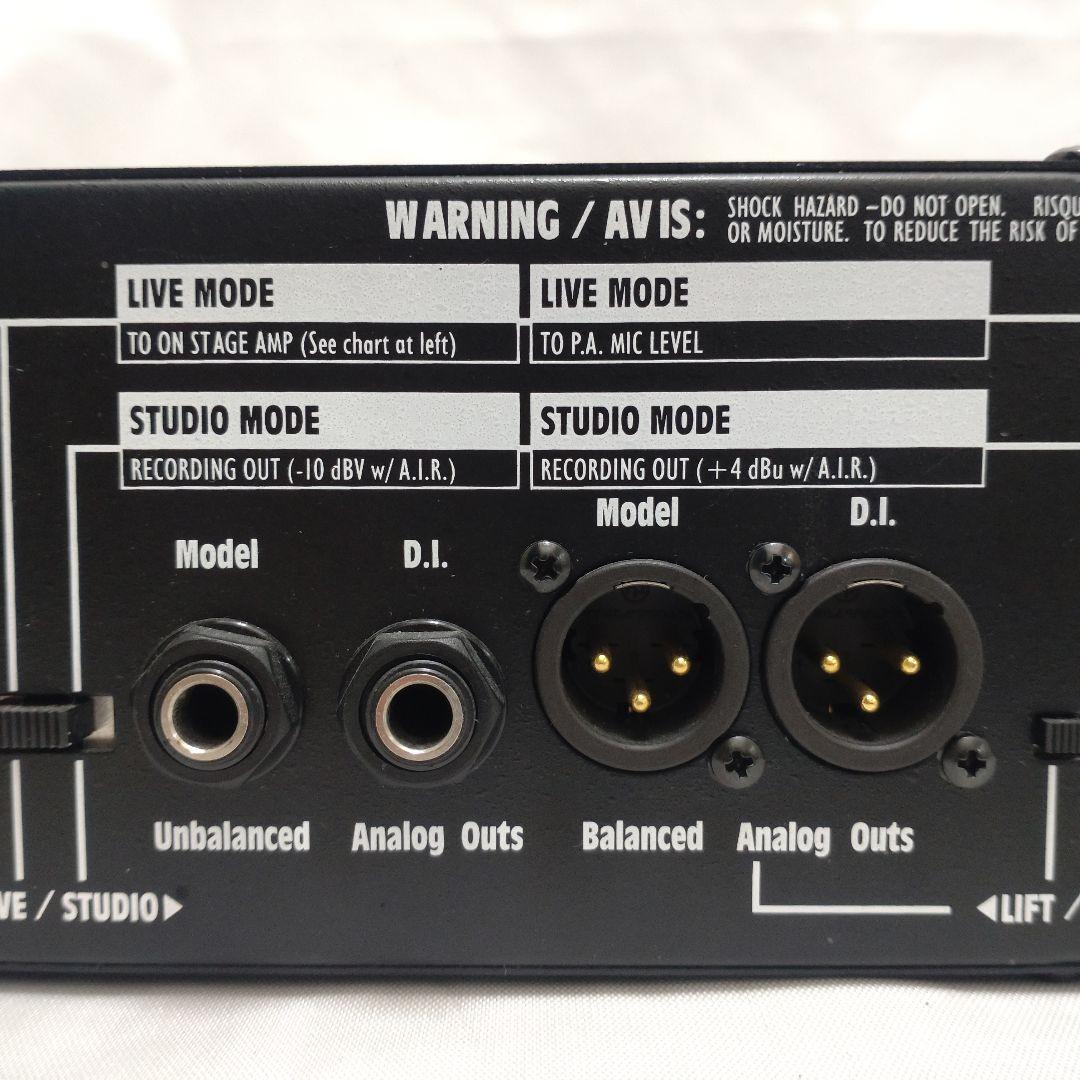 WARNING / AVIS:
SHOCK HAZARD –DO NOT OPEN.
OR MOISTURE. TO REDUCE THE RISK OF
LIVE MODE
TO ON STAGE AMP (See chart at left)
LIVE MODE
TO P.A. MIC LEVEL
STUDIO MODE
RECORDING OUT (-10 dBV w/ A.I.R.)
STUDIO MODE
RECORDING OUT (+4 dBu w/ A.I.R.)
Model
D.I.
Model
D.I.
Unbalanced Analog Outs
Balanced Analog Outs
/ STUDIO▶
◀LIFT /